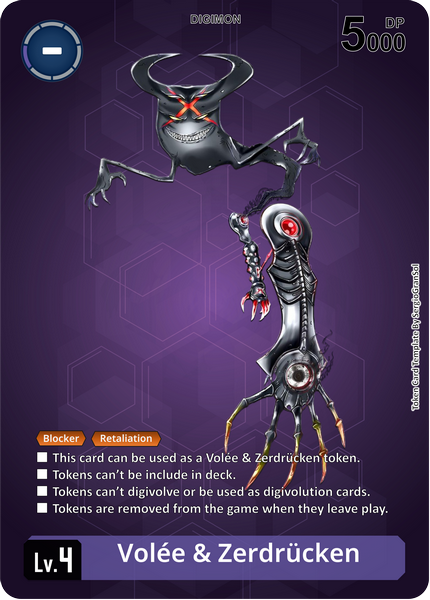 DIGIMON
-
DP
5000
Token Card Template By SergioGranSol
Blocker Retaliation
■ This card can be used as a Volée & Zerdrücken token.
■ Tokens can't be include in deck.
■ Tokens can't digivolve or be used as digivolution cards.
■ Tokens are removed from the game when they leave play.
Lv.4 Volée & Zerdrücken